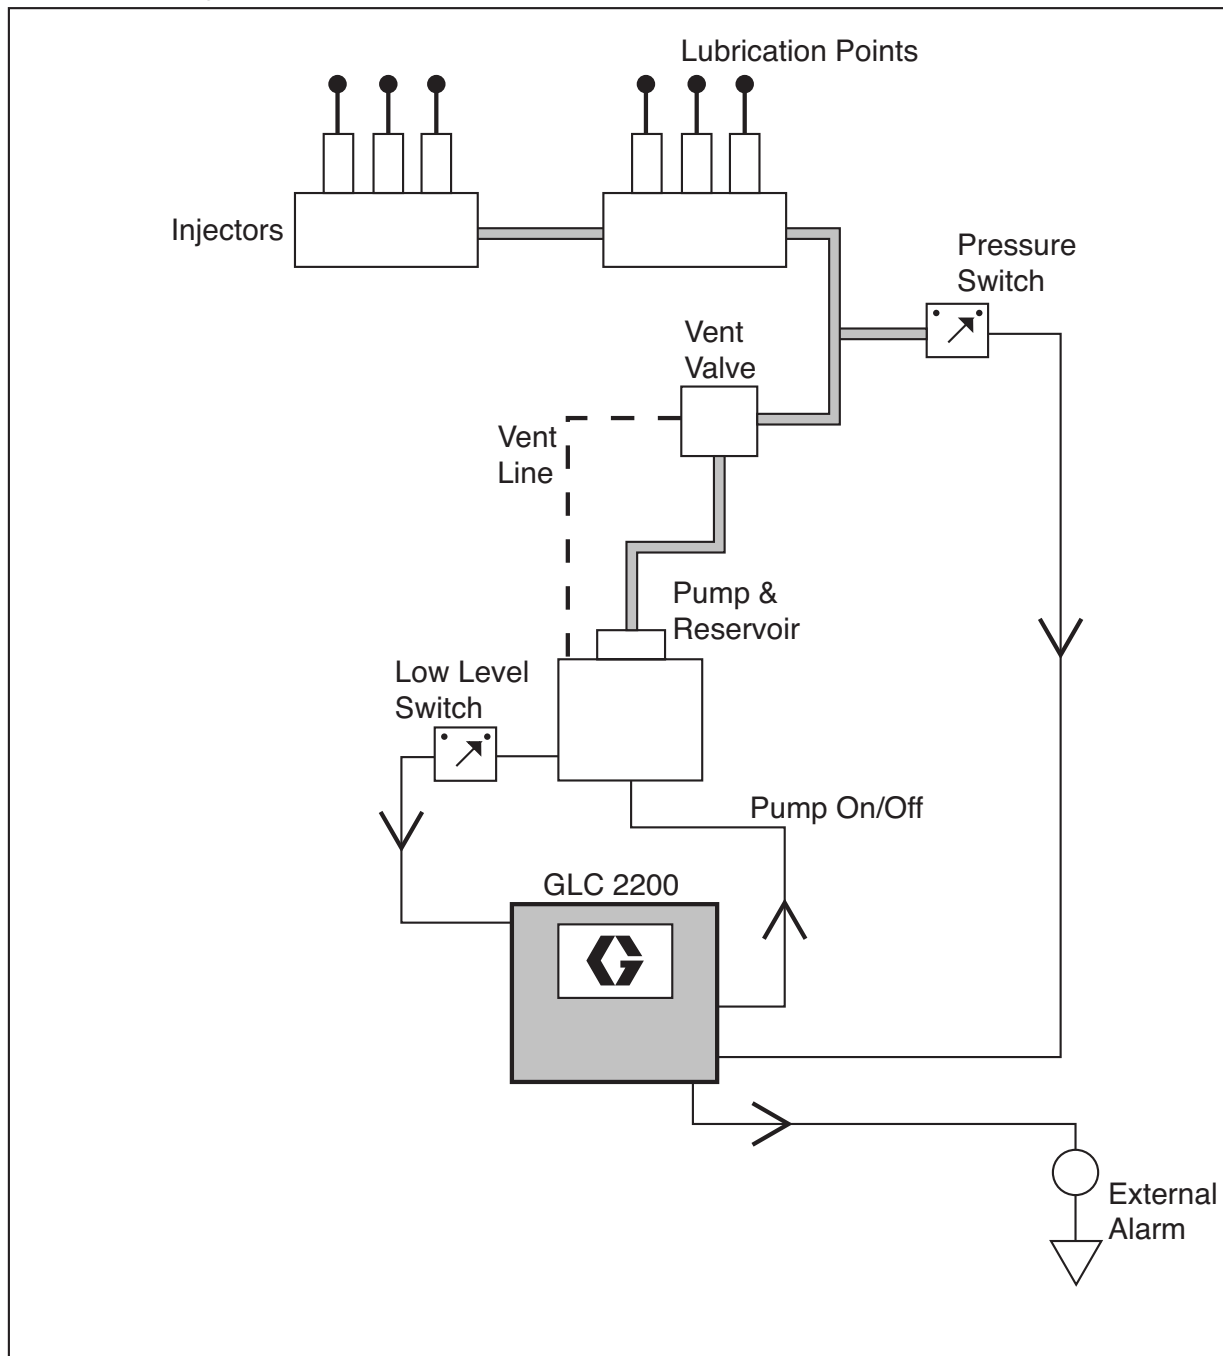 Lubrication Points
Injectors
Pressure
Switch
Vent
Valve
Vent
Line
Pump &
Reservoir
Low Level
Switch
Pump On/Off
GLC 2200
External
Alarm